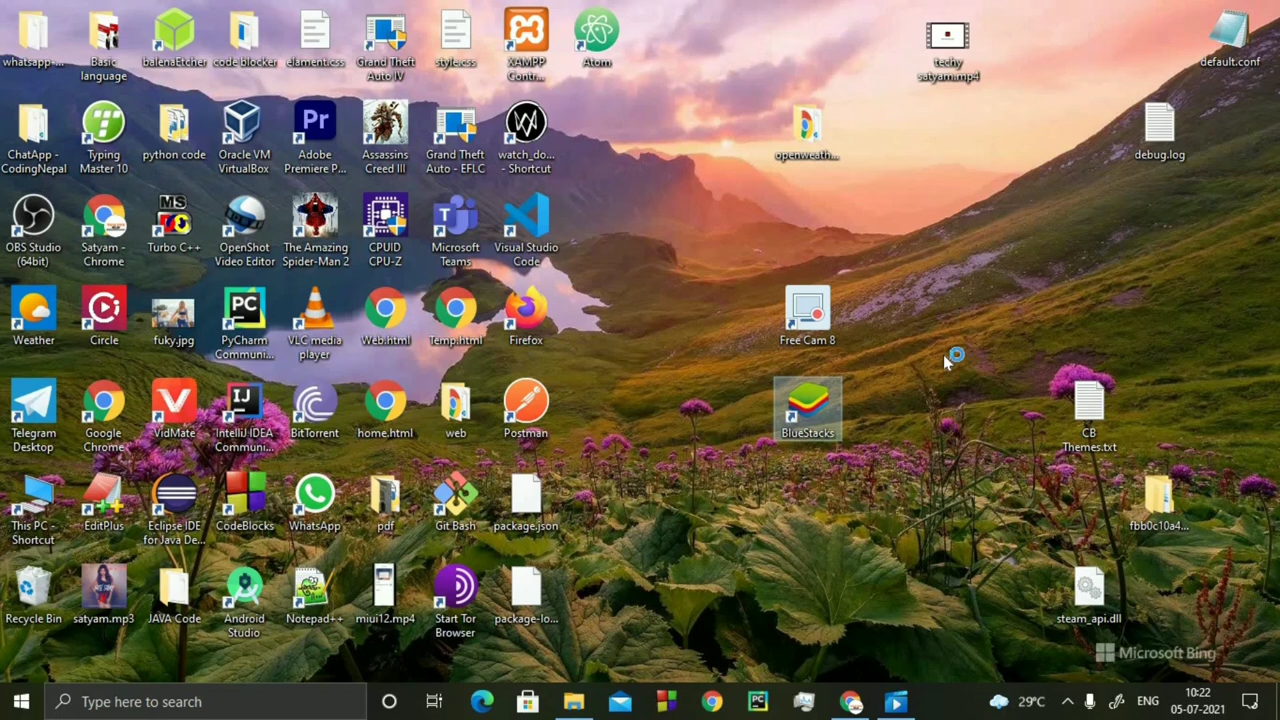 whatsapp-...
Basic
language
balenaEtcher
code blocker
elament.css
Grand Theft
Auto IV
style.css
XAMPP
Contr...
Atom
techy
satyam.mp4
default.conf
ChatApp -
CodingNepal
Typing
Master 10
python code
Oracle VM
VirtualBox
Pr
Adobe
Premiere P...
Assassins
Creed III
Grand Theft
Auto - EFLC
watch_do...
- Shortcut
openweath...
debug.log
OBS Studio
(64bit)
Satyam -
Chrome
MS
Turbo C++
OpenShot
Video Editor
The Amazing
Spider-Man 2
CPUID
CPU-Z
Microsoft
Teams
Visual Studio
Code
Weather
Circle
fuky.jpg
PC
PyCharm
Communi...
VLC media
player
Web.html
Temp.html
Firefox
Free Cam 8
Telegram
Desktop
Google
Chrome
VidMate
IJ
IntelliJ IDEA
Communi...
BitTorrent
home.html
web
Postman
BlueStacks
CB
Themes.txt
This PC -
Shortcut
EditPlus
Eclipse IDE
for Java De...
CodeBlocks
WhatsApp
pdf
Git Bash
package.json
fbb0c10a4...
Recycle Bin
satyam.mp3
JAVA Code
Android
Studio
Notepad++
miui12.mp4
Start Tor
Browser
package-lo...
steam_api.dll
Microsoft Bing
Type here to search
PC
29°C
ENG
10:22
05-07-2021